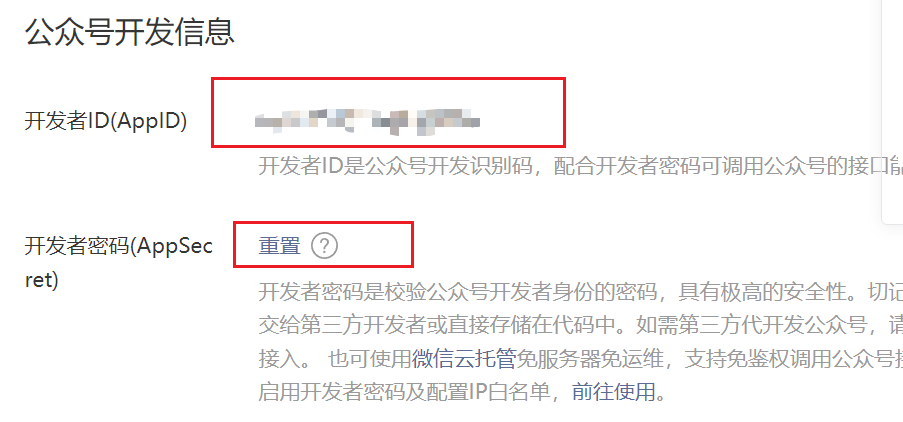 公众号开发信息
开发者ID(AppID)
开发者ID是公众号开发识别码，配合开发者密码可调用公众号的接口能
开发者密码(AppSec
ret)
重置 ?
开发者密码是校验公众号开发者身份的密码，具有极高的安全性。切记
交给第三方开发者或直接存储在代码中。如需第三方代开发公众号，请
接入。 也可使用微信云托管免服务器免运维，支持免鉴权调用公众号接
启用开发者密码及配置IP白名单，前往使用。